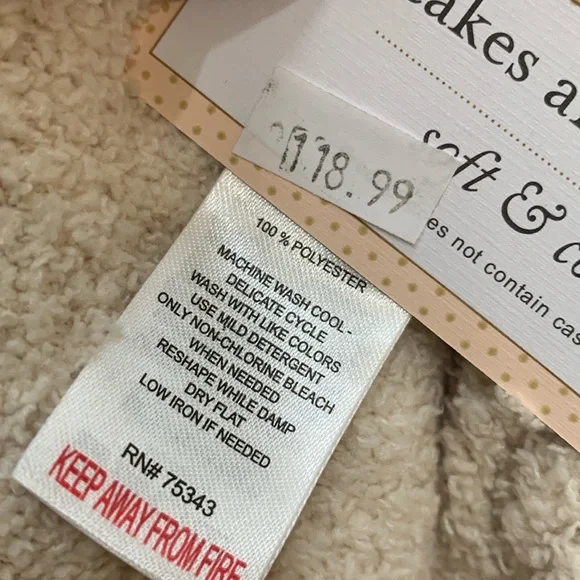 cakes a
soft & c
es not contain cas
118.99
100 % POLYESTER
MACHINE WASH COOL-
DELICATE CYCLE
WASH WITH LIKE COLORS
USE MILD DETERGENT
ONLY NON-CHLORINE BLEACH
WHEN NEEDED
RESHAPE WHILE DAMP
DRY FLAT
LOW IRON IF NEEDED
RN# 75343
KEEP AWAY FROM FIRE